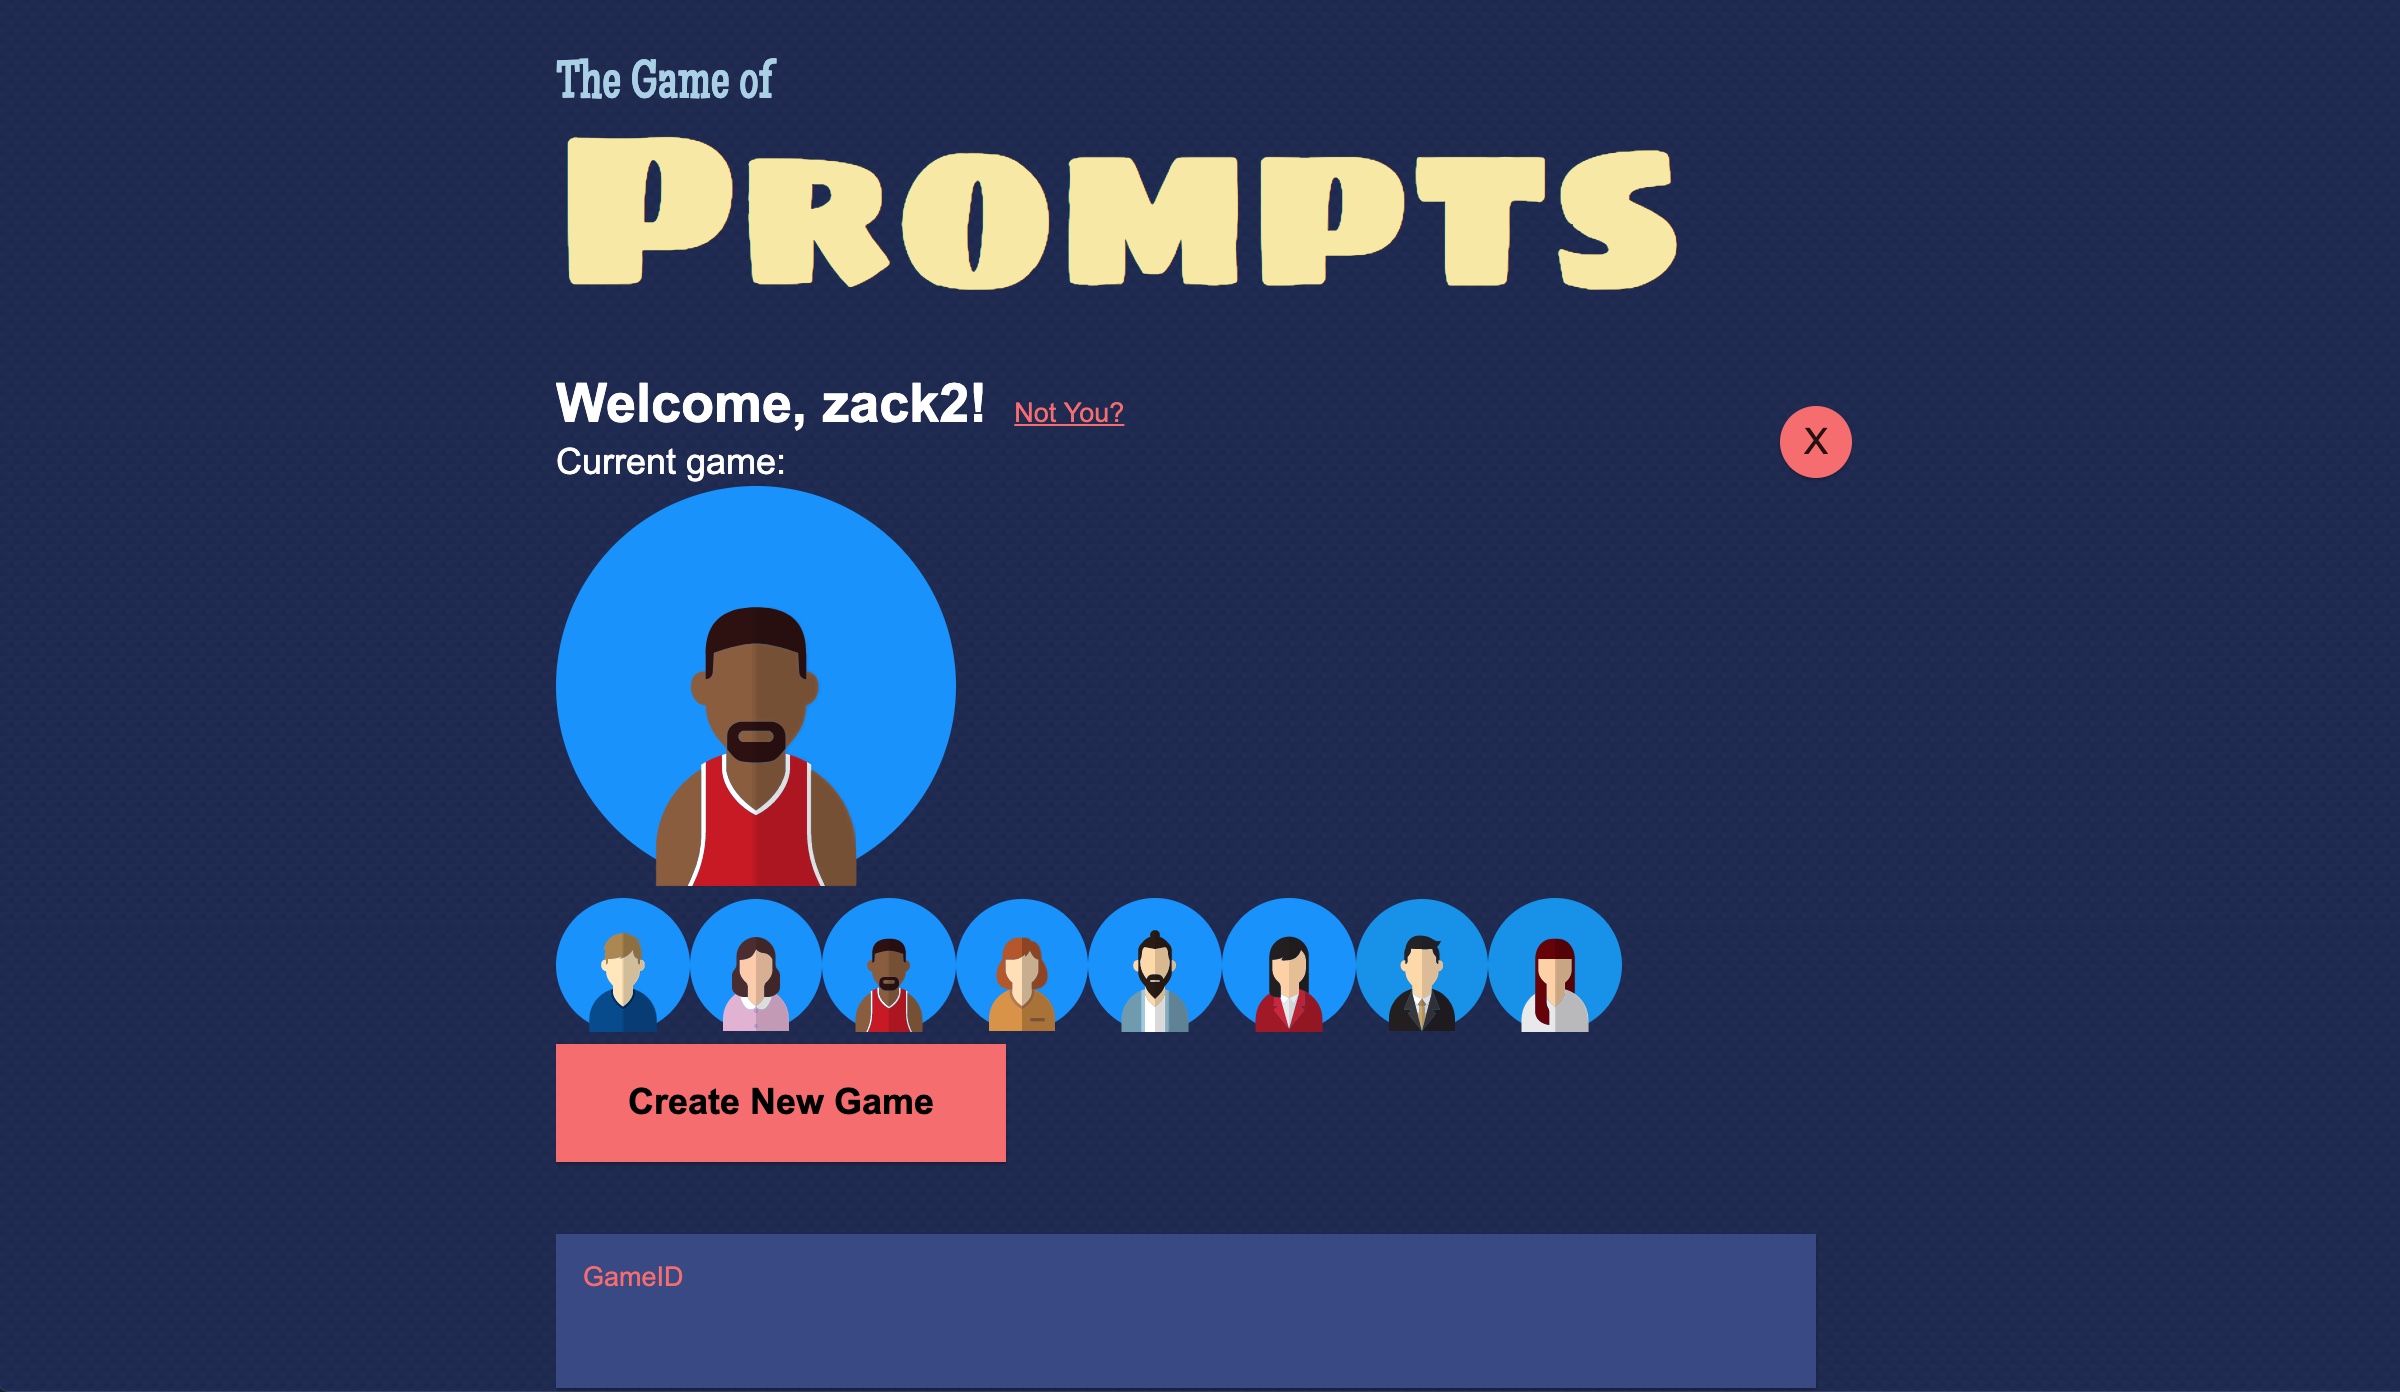 The Game of
PROMPTS
Welcome, zack2! Not You?
X
Current game:
Create New Game
GameID